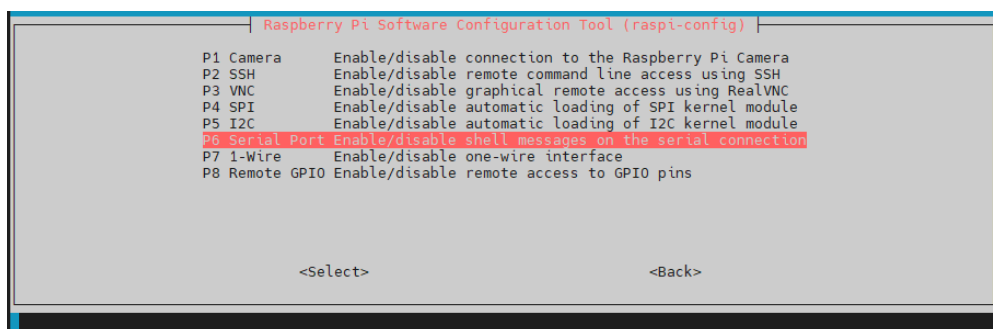 Raspberry Pi Software Configuration Tool (raspi-config)
P1 Camera Enable/disable connection to the Raspberry Pi Camera
P2 SSH Enable/disable remote command line access using SSH
P3 VNC Enable/disable graphical remote access using RealVNC
P4 SPI Enable/disable automatic loading of SPI kernel module
P5 I2C Enable/disable automatic loading of I2C kernel module
P6 Serial Port Enable/disable shell messages on the serial connection
P7 1-Wire Enable/disable one-wire interface
P8 Remote GPIO Enable/disable remote access to GPIO pins
<Select> <Back>